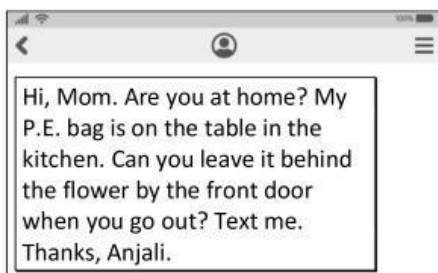 100%
Hi, Mom. Are you at home? My
P.E. bag is on the table in the
kitchen. Can you leave it behind
the flower by the front door
when you go out? Text me.
Thanks, Anjali.